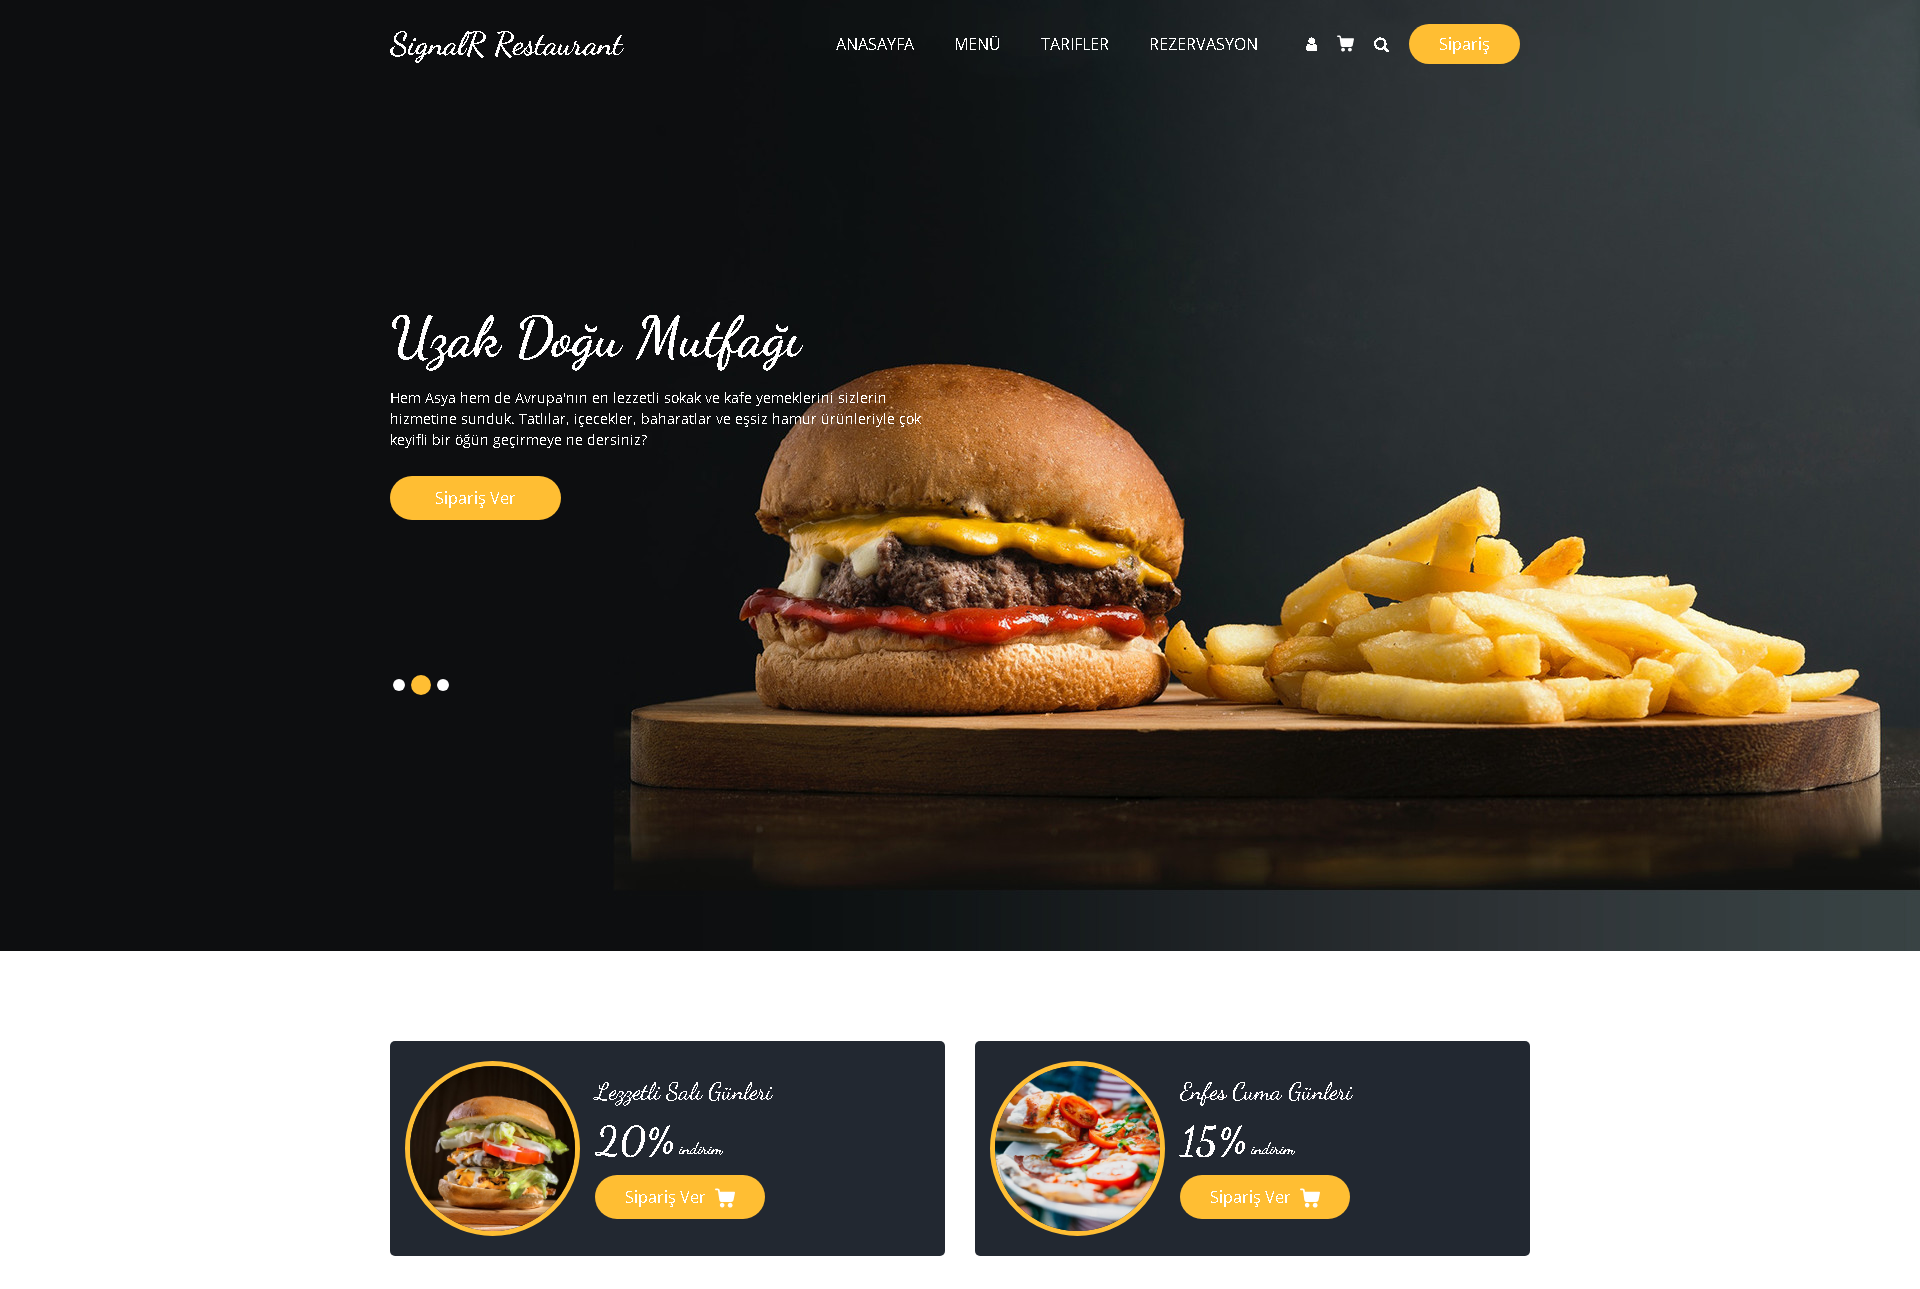 SignalR Restaurant
ANASAYFA MENÜ TARIFLER REZERVASYON Sipariş
Uzak Doğu Mutfağı
Hem Asya hem de Avrupa'nın en lezzetli sokak ve kafe yemeklerini sizlerin
hizmetine sunduk. Tatlılar, içecekler, baharatlar ve eşsiz hamur ürünleriyle çok
keyifli bir öğün geçirmeye ne dersiniz?
Sipariş Ver
Lezzetli Salı Günleri
20% indirim
Sipariş Ver
Enfes Cuma Günleri
15% indirim
Sipariş Ver